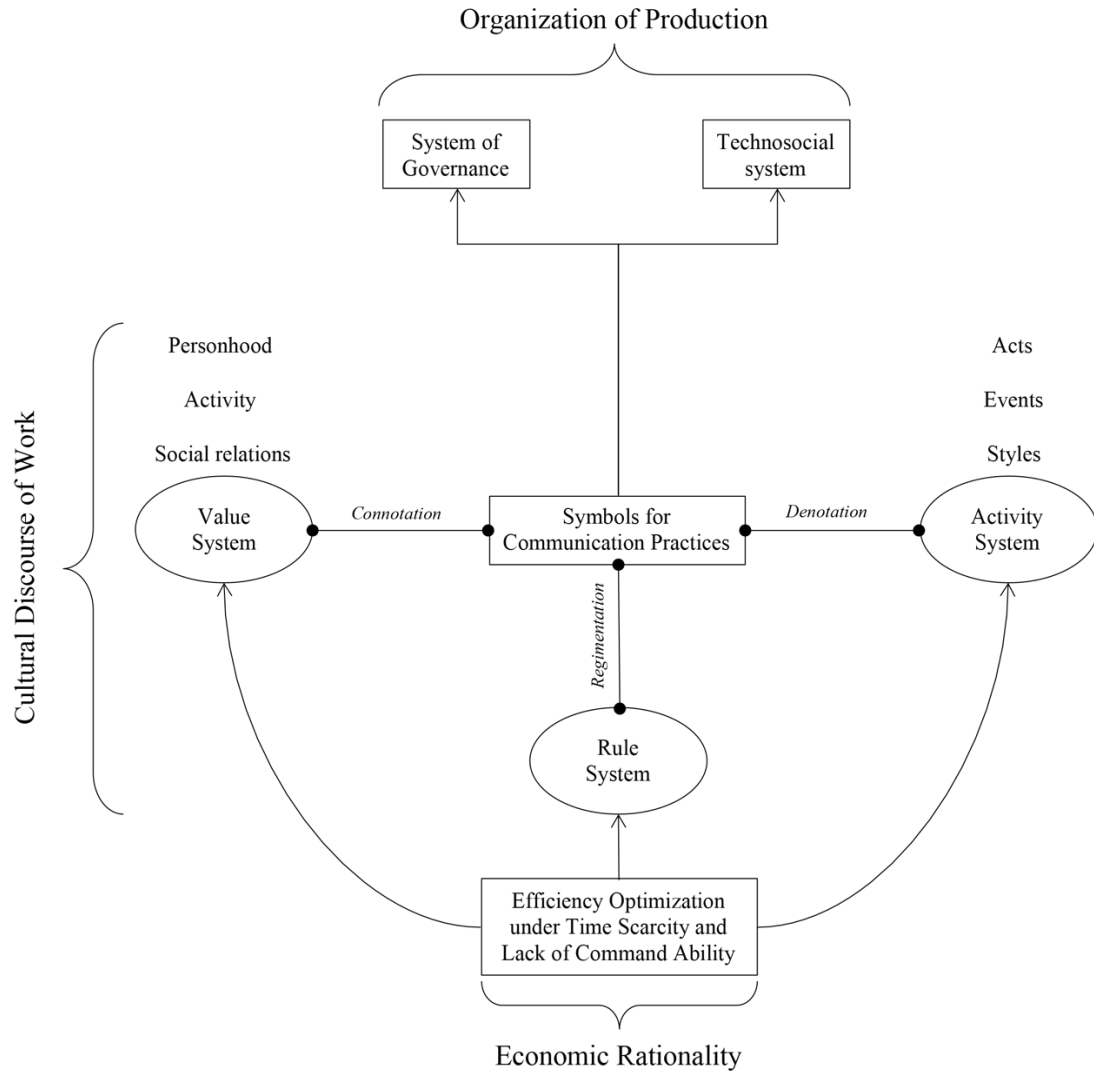 Organization of Production
System of
Governance
Technosocial
system
Personhood
Activity
Social relations
Acts
Events
Styles
Cultural Discourse of Work
Value
System
Connotation
Symbols for
Communication Practices
Denotation
Activity
System
Regimentation
Rule
System
Efficiency Optimization
under Time Scarcity and
Lack of Command Ability
Economic Rationality